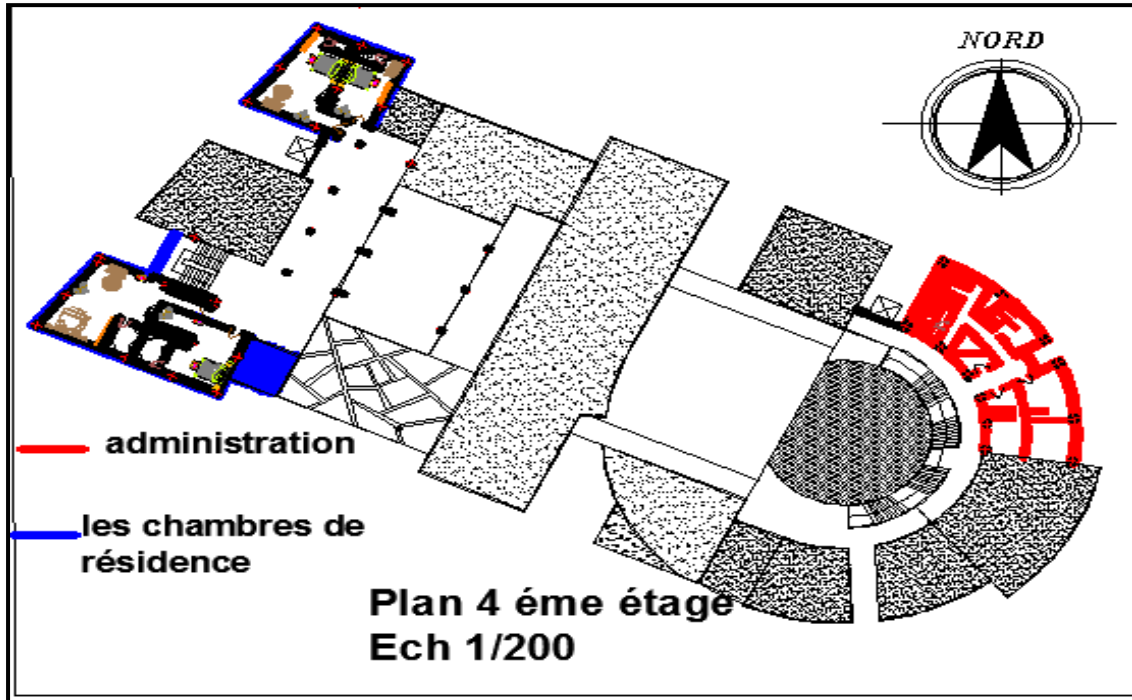 NORD
administration
les chambres de
résidence
Plan 4 éme étage
Ech 1/200